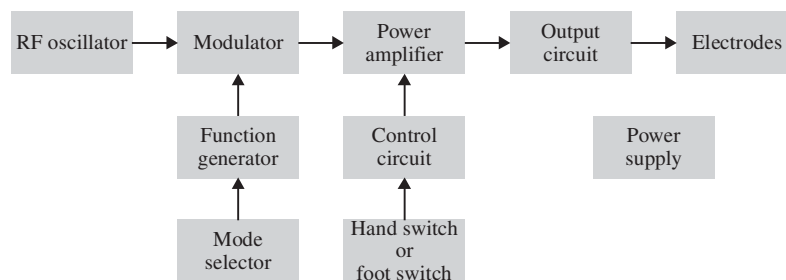 RF oscillator
Modulator
Power
amplifier
Output
circuit
Electrodes
Function
generator
Control
circuit
Power
supply
Mode
selector
Hand switch
or
foot switch